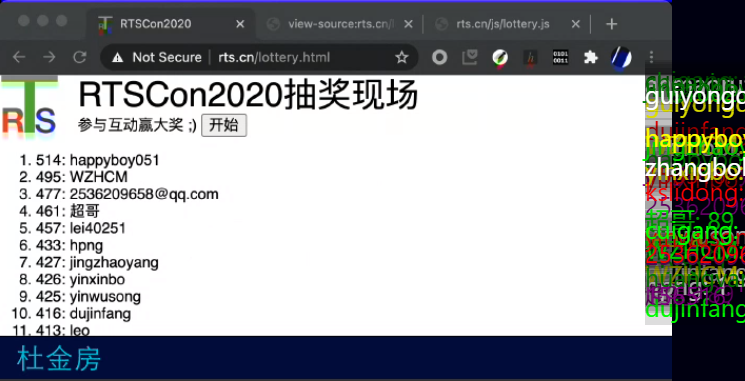 RTSCon2020
view-source:rts.cn/
rts.cn/js/lottery.js
Not Secure | rts.cn/lottery.html
RTS
RTSCon2020抽奖现场
参与互动赢大奖 ;) 开始
1. 514: happyboy051
2. 495: WZHCM
3. 477: 2536209658@qq.com
4. 461: 超哥
5. 457: lei40251
6. 433: hpng
7. 427: jingzhaoyang
8. 426: yinxinbo
9. 425: yinwusong
10. 416: dujinfang
11. 413: leo
guiyong
happyboy
zhangbo
kslidong:
超哥: 89
cuigang:
dujinfang
杜金房